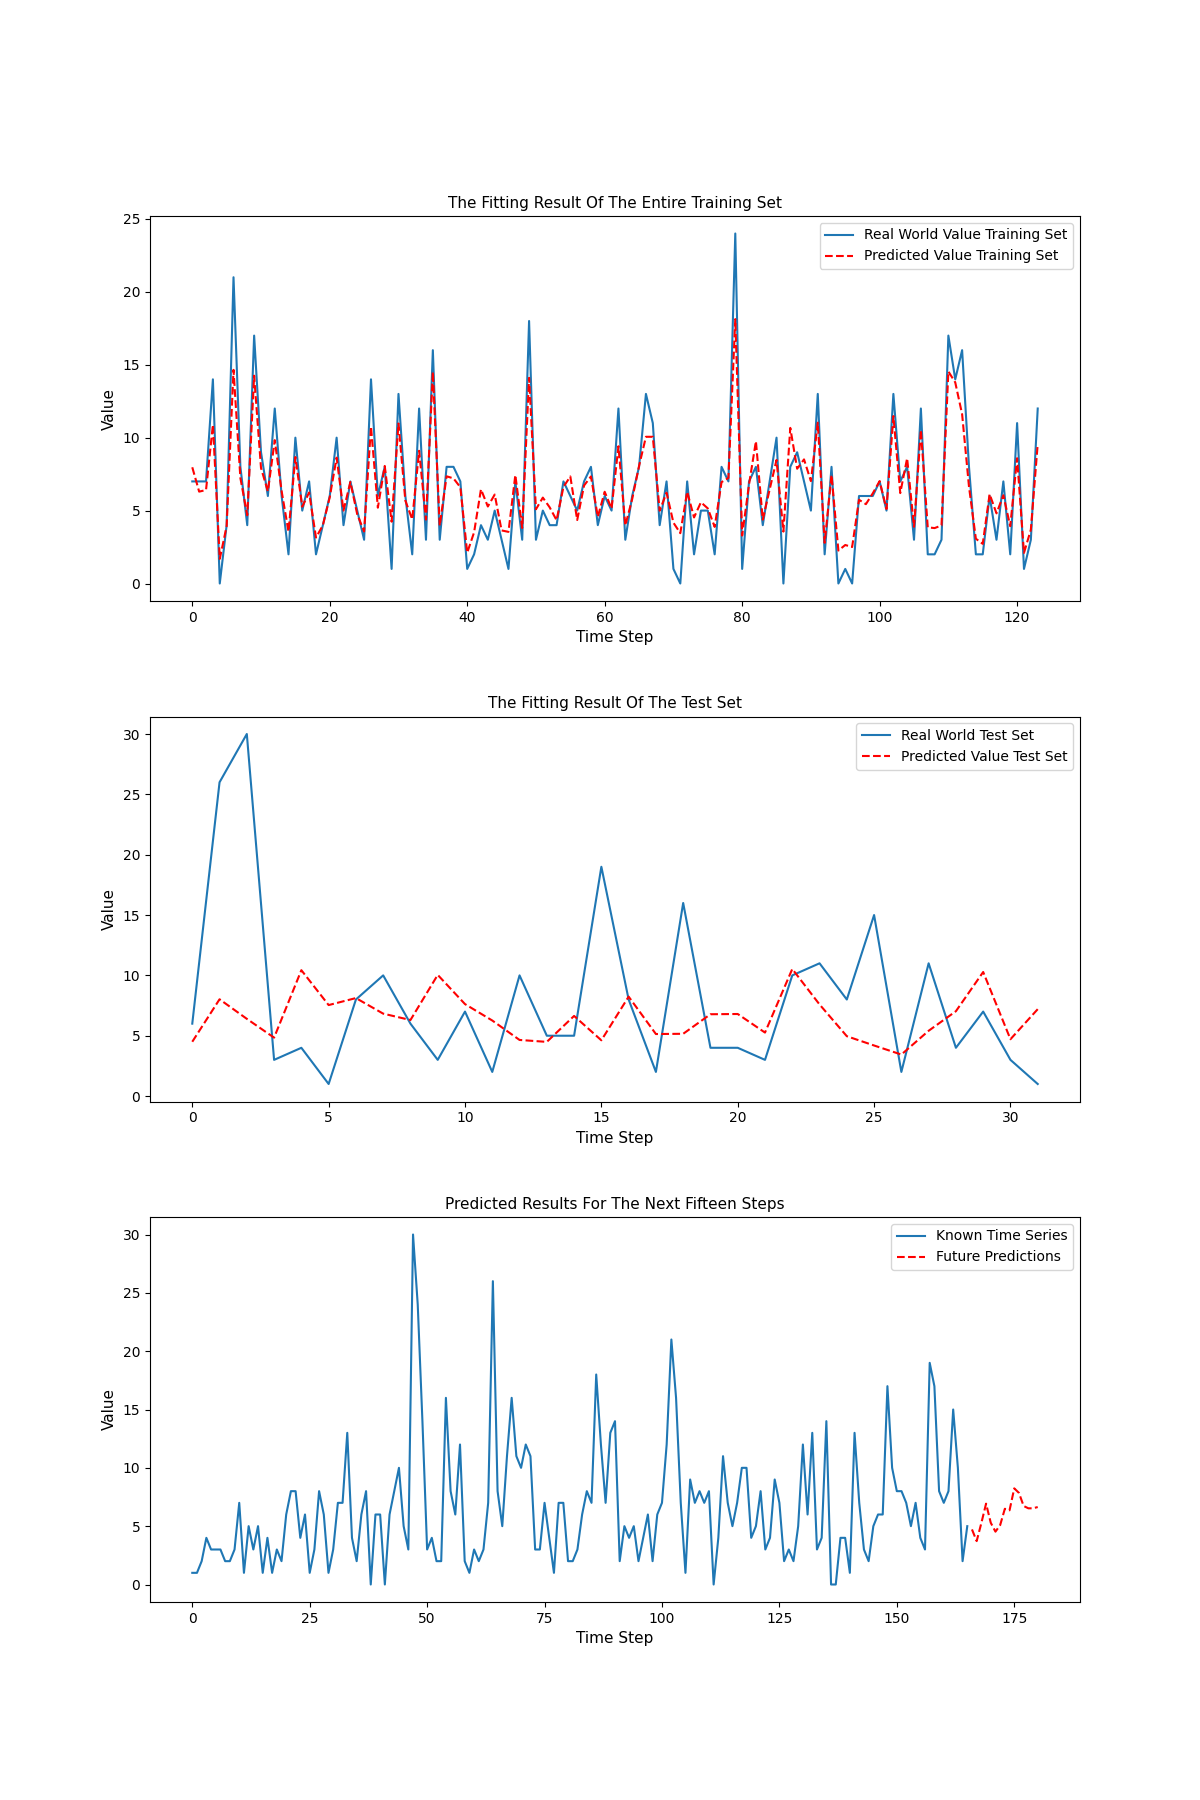 The Fitting Result Of The Entire Training Set
25
20
15
10
5
0
Value
Real World Value Training Set
Predicted Value Training Set
0 20 40 60 80 100 120
Time Step
The Fitting Result Of The Test Set
30
25
20
15
10
5
0
Value
Real World Test Set
Predicted Value Test Set
0 5 10 15 20 25 30
Time Step
Predicted Results For The Next Fifteen Steps
30
25
20
15
10
5
0
Value
Known Time Series
Future Predictions
0 25 50 75 100 125 150 175
Time Step